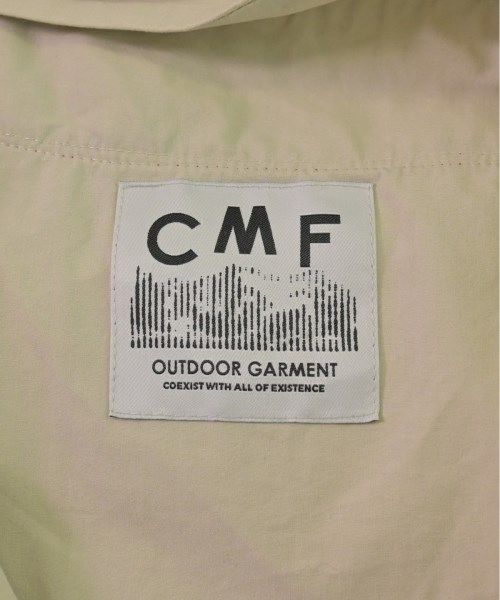 CMF
OUTDOOR GARMENT
COEXIST WITH ALL OF EXISTENCE